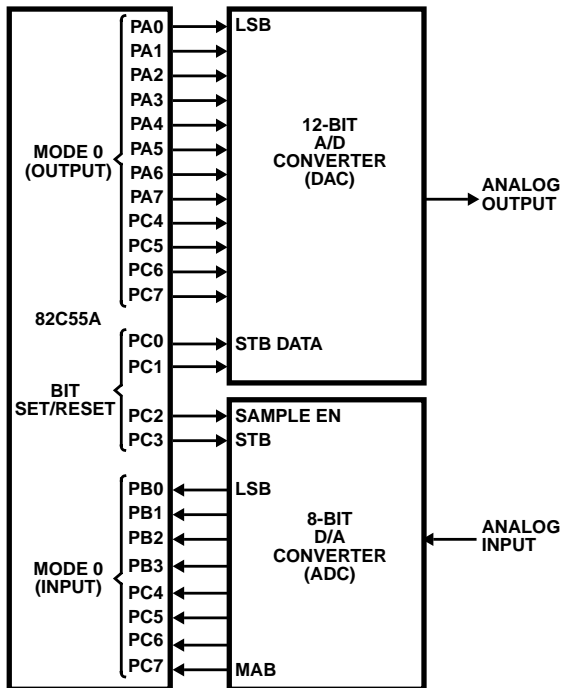 PA0
PA1
PA2
PA3
PA4
PA5
PA6
PA7
PC4
PC5
PC6
PC7
MODE 0
(OUTPUT)
LSB
12-BIT
A/D
CONVERTER
(DAC)
ANALOG
OUTPUT
82C55A
PC0
PC1
PC2
PC3
BIT
SET/RESET
STB DATA
SAMPLE EN
STB
PB0
PB1
PB2
PB3
PC4
PC5
PC6
PC7
MODE 0
(INPUT)
LSB
8-BIT
D/A
CONVERTER
(ADC)
MAB
ANALOG
INPUT